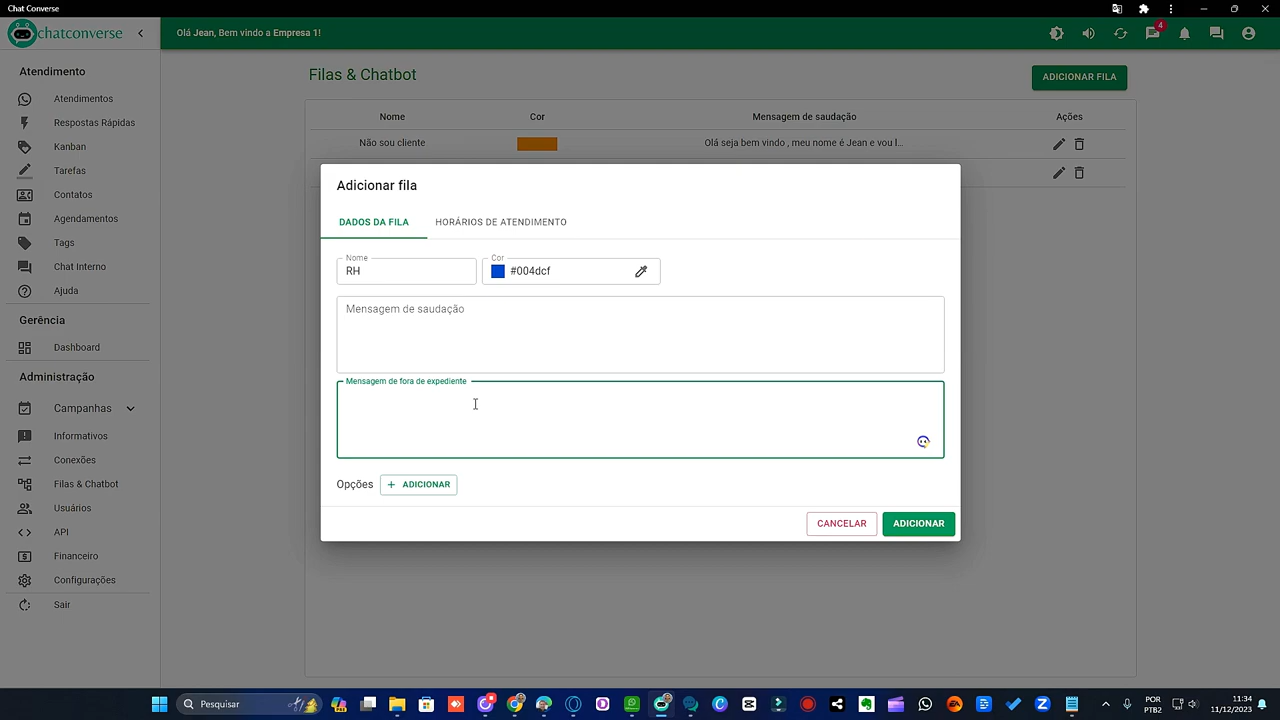 Chat Converse
chatconverse
Olá Jean, Bem vindo a Empresa 1!
4
Atendimento
Atendimentos
Respostas Rápidas
Kanban
Tarefas
Contatos
Agendamentos
Tags
Chat Interno
Ajuda
Gerência
Dashboard
Administração
Campanhas
Informativos
Conexões
Filas & Chatbot
Usuários
API
Financeiro
Configurações
Sair
Filas & Chatbot
ADICIONAR FILA
Nome Cor Mensagem de saudação Ações
Não sou cliente Olá seja bem vindo , meu nome é Jean e vou l...
Adicionar fila
DADOS DA FILA HORÁRIOS DE ATENDIMENTO
Nome Cor
RH #004dcf
Mensagem de saudação
Mensagem de fora de expediente
Opções + ADICIONAR
CANCELAR ADICIONAR
Pesquisar
POR 11:34
PTB2 11/12/2023